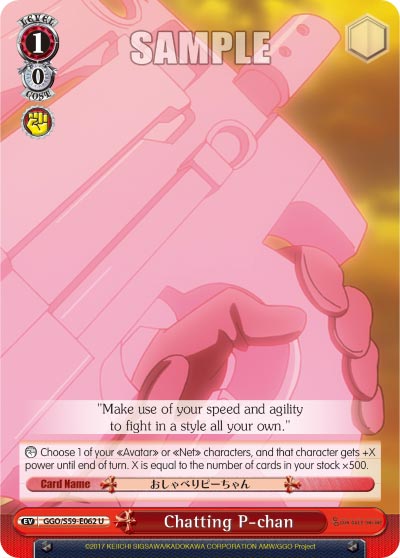 LEVEL
1
0
COST
SAMPLE
"Make use of your speed and agility
to fight in a style all your own."
Choose 1 of your «Avatar» or «Net» characters, and that character gets +X
power until end of turn. X is equal to the number of cards in your stock ×500.
Card Name おしゃべりピーちゃん
EV GGO/S59-E062 U Chatting P-chan
©2017 KEIICHI SIGSAWA/KADOKAWA CORPORATION AMW/GGO Project